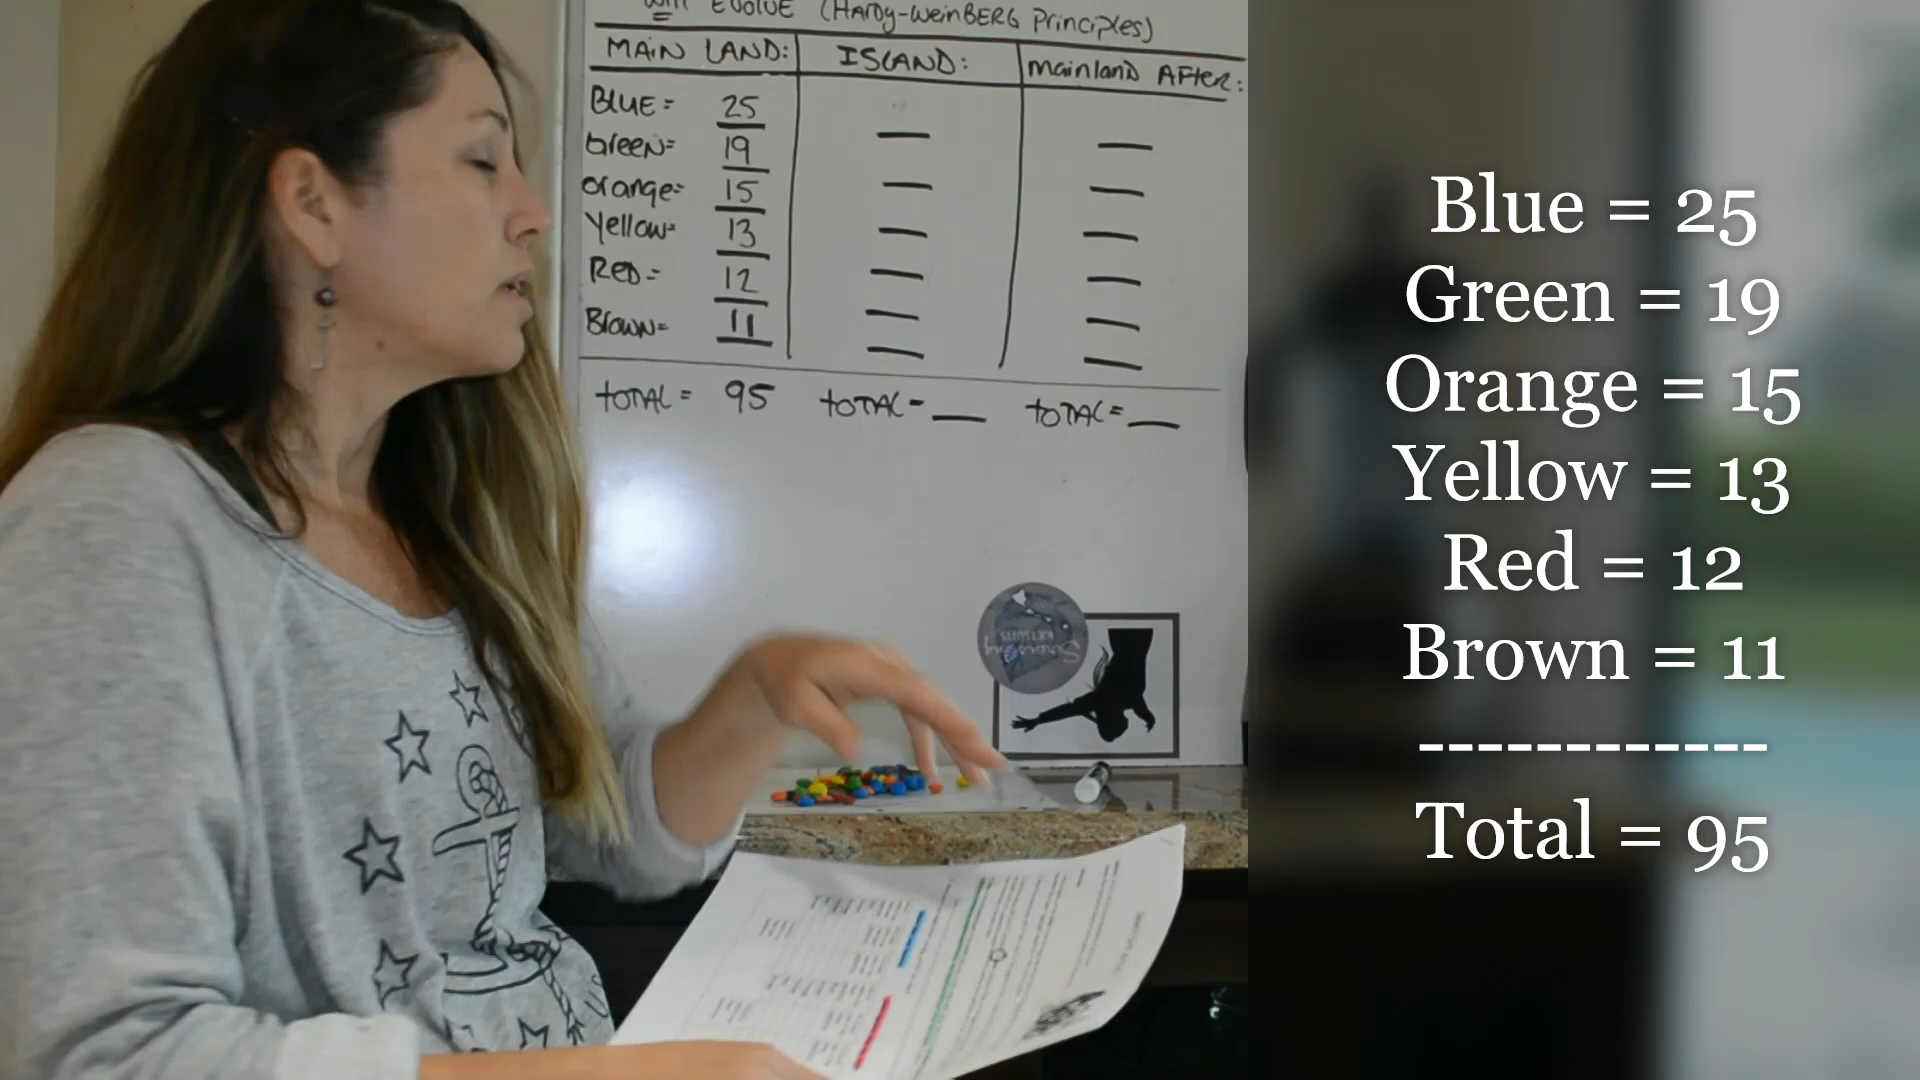 Will EVOLVE (HARDY-WEINBERG PRINCIPLES)
MAIN LAND: ISLAND: MAINLAND AFTER:
BLUE = 25
Green= 19
orange= 15
Yellow= 13
RED= 12
Brown= 11
TOTAL = 95 TOTAL= TOTAL=
Blue = 25
Green = 19
Orange = 15
Yellow = 13
Red = 12
Brown = 11
------------
Total = 95